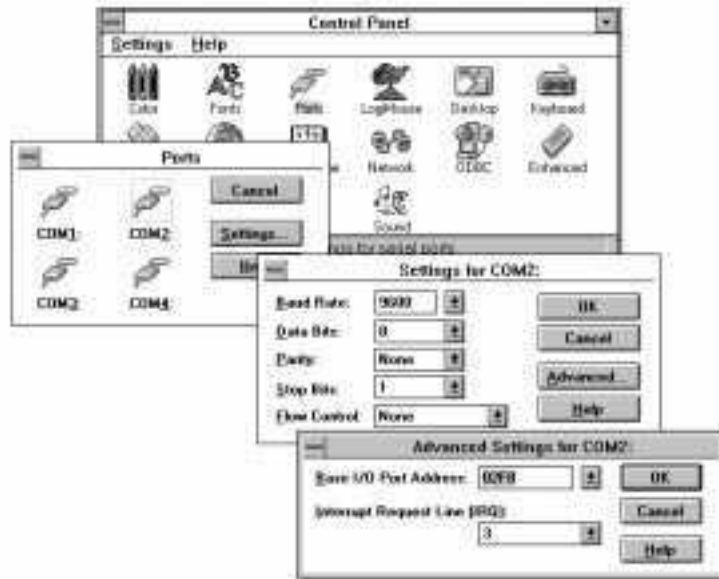 Control Panel
Settings Help
Color Fonts Ports LogiMouse Desktop Keyboard
Network ODBC Enhanced
Sound
for serial ports
Ports
Cancel
COM1: COM2:
Settings...
COM3: COM4:
Settings for COM2:
Baud Rate: 9600
OK
Data Bits: 8
Cancel
Parity: None
Advanced...
Stop Bits: 1
Help
Flow Control: None
Advanced Settings for COM2:
Base I/O Port Address: 02F8
OK
Interrupt Request Line (IRQ):
Cancel
3
Help